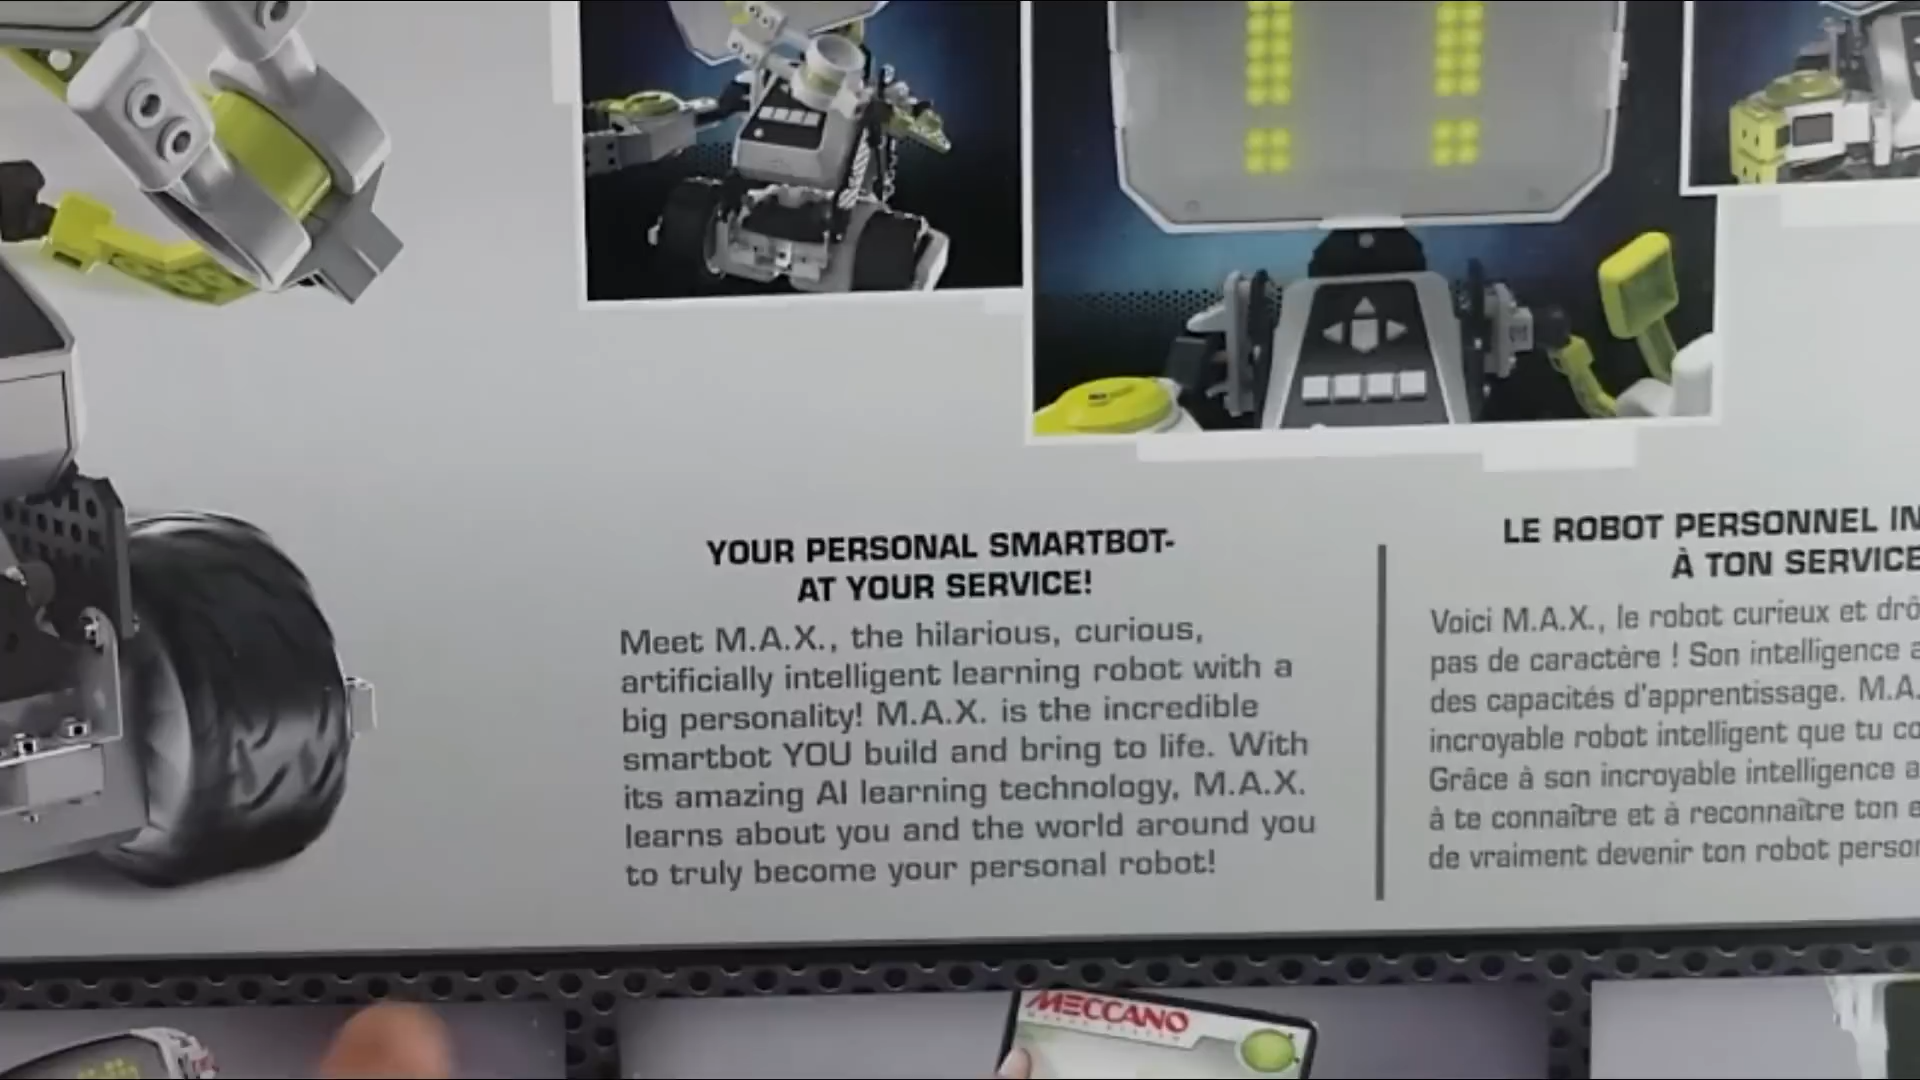 YOUR PERSONAL SMARTBOT-
AT YOUR SERVICE!
Meet M.A.X., the hilarious, curious,
artificially intelligent learning robot with a
big personality! M.A.X. is the incredible
smartbot YOU build and bring to life. With
its amazing AI learning technology, M.A.X.
learns about you and the world around you
to truly become your personal robot!
LE ROBOT PERSONNEL
À TON SERVICE
Voici M.A.X., le robot curieux et
pas de caractère ! Son intelligence
des capacités d'apprentissage.
incroyable robot intelligent que tu
Grâce à son incroyable intelligence
à te connaître et à reconnaître ton
de vraiment devenir ton robot
MECCANO